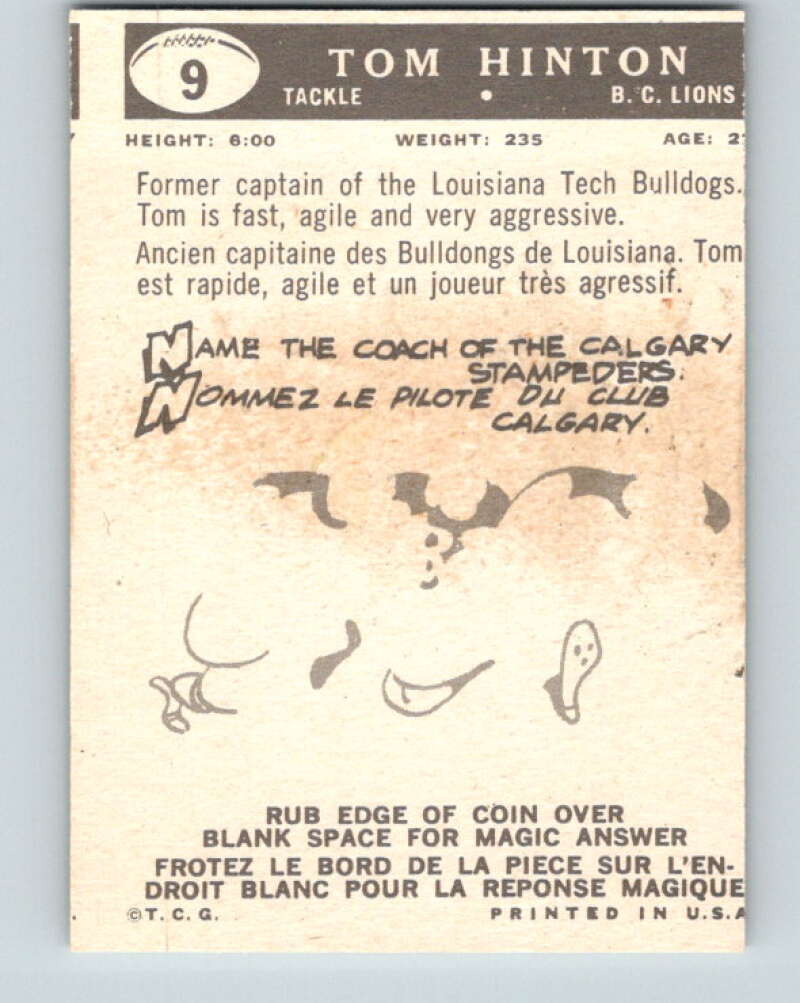 9
TOM HINTON
TACKLE • B. C. LIONS
HEIGHT: 6:00 WEIGHT: 235 AGE: 2
Former captain of the Louisiana Tech Bulldogs.
Tom is fast, agile and very aggressive.
Ancien capitaine des Bulldongs de Louisiana. Tom
est rapide, agile et un joueur très agressif.
NAME THE COACH OF THE CALGARY
STAMPEDERS.
NOMMEZ LE PILOTE DU CLUB
CALGARY.
RUB EDGE OF COIN OVER
BLANK SPACE FOR MAGIC ANSWER
FROTEZ LE BORD DE LA PIECE SUR L'EN-
DROIT BLANC POUR LA REPONSE MAGIQUE
©T. C. G. PRINTED IN U.S.A